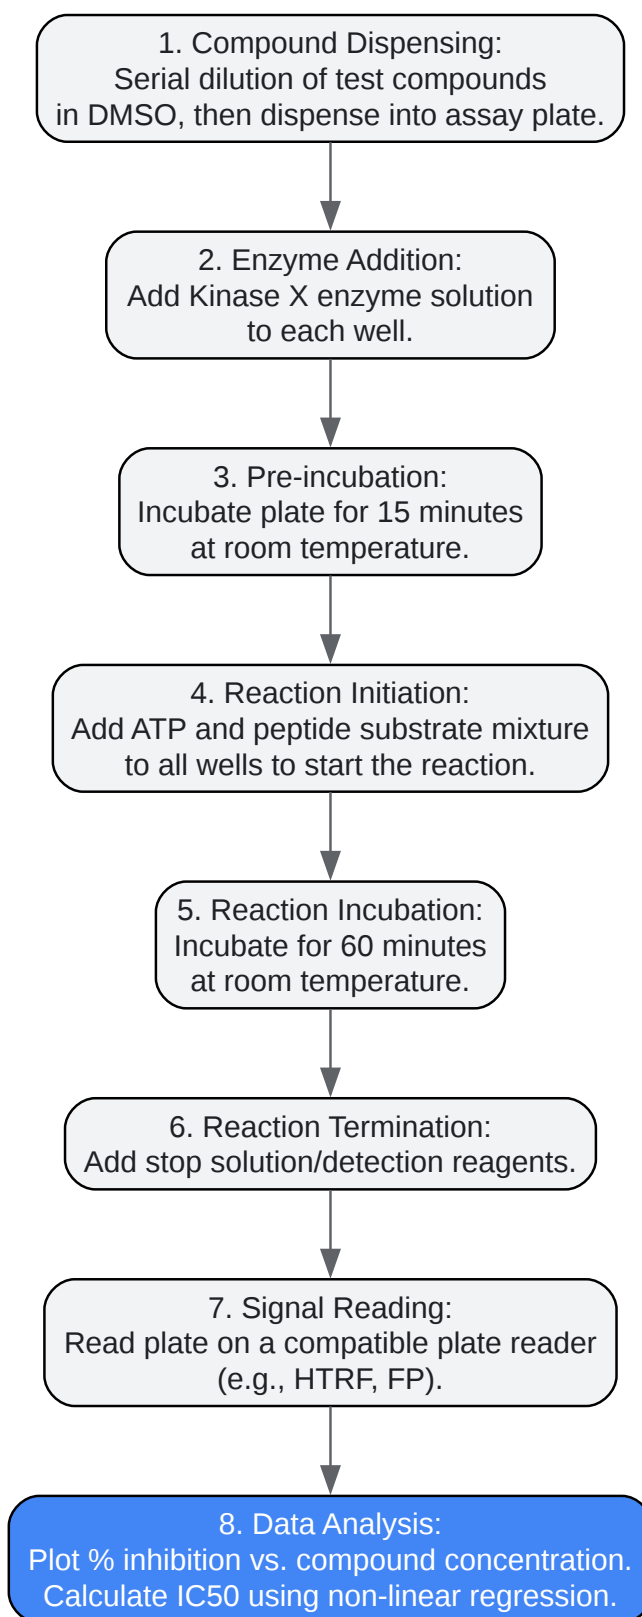 1. Compound Dispensing:
Serial dilution of test compounds
in DMSO, then dispense into assay plate.
2. Enzyme Addition:
Add Kinase X enzyme solution
to each well.
3. Pre-incubation:
Incubate plate for 15 minutes
at room temperature.
4. Reaction Initiation:
Add ATP and peptide substrate mixture
to all wells to start the reaction.
5. Reaction Incubation:
Incubate for 60 minutes
at room temperature.
6. Reaction Termination:
Add stop solution/detection reagents.
7. Signal Reading:
Read plate on a compatible plate reader
(e.g., HTRF, FP).
8. Data Analysis:
Plot % inhibition vs. compound concentration.
Calculate IC50 using non-linear regression.